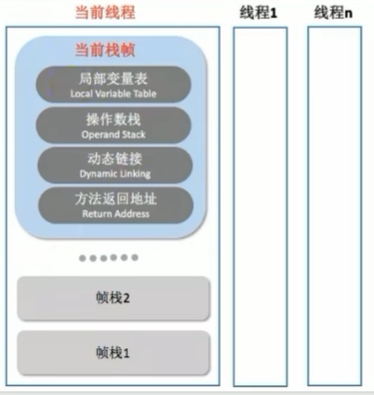 当前线程
线程1
线程n
当前栈帧
局部变量表
Local Variable Table
操作数栈
Operand Stack
动态链接
Dynamic Linking
方法返回地址
Return Address
帧栈2
帧栈1